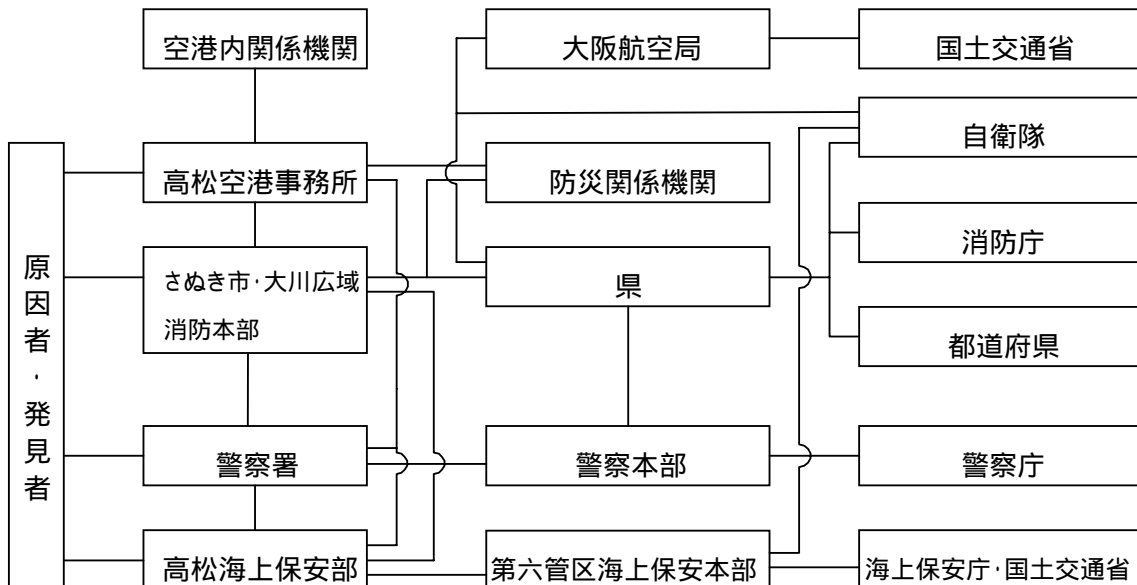 空港内関係機関
大阪航空局
国土交通省
自衛隊
高松空港事務所
防災関係機関
消防庁
原因者・発見者
さぬき市・大川広域
消防本部
県
都道府県
警察署
警察本部
警察庁
高松海上保安部
第六管区海上保安本部
海上保安庁・国土交通省